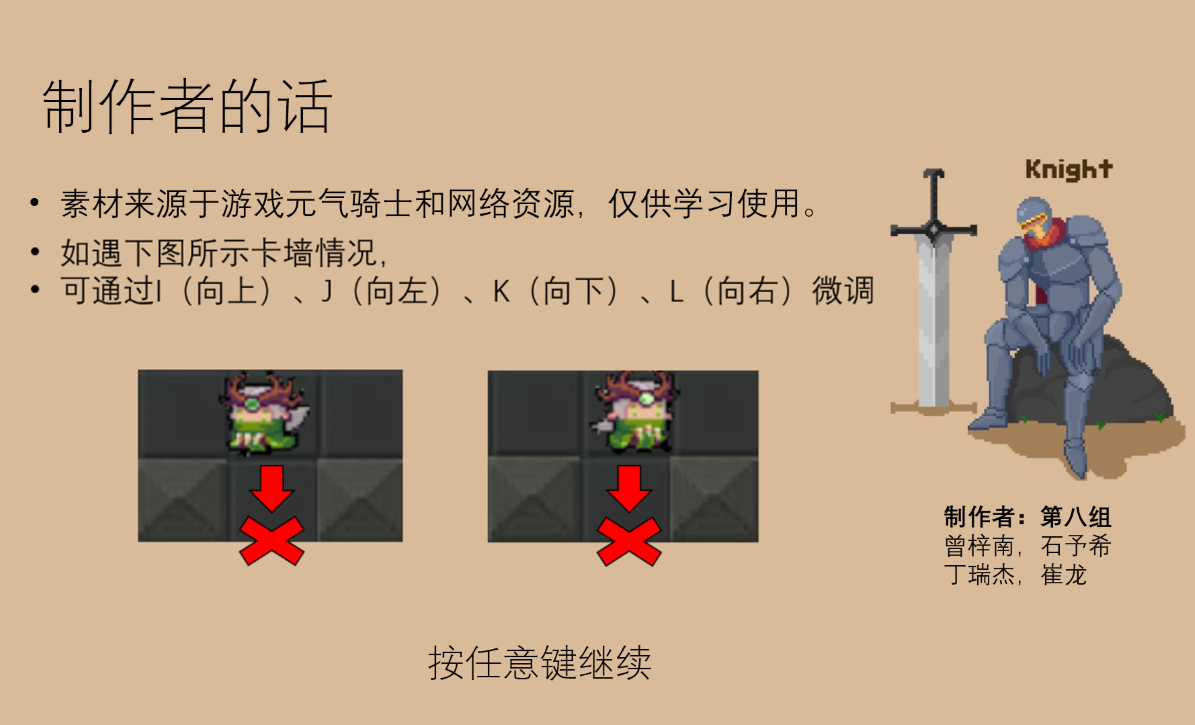 制作者的话
• 素材来源于游戏元气骑士和网络资源，仅供学习使用。
• 如遇下图所示卡墙情况，
• 可通过I（向上）、J（向左）、K（向下）、L（向右）微调
Knight
制作者：第八组
曾梓南，石予希
丁瑞杰，崔龙
按任意键继续